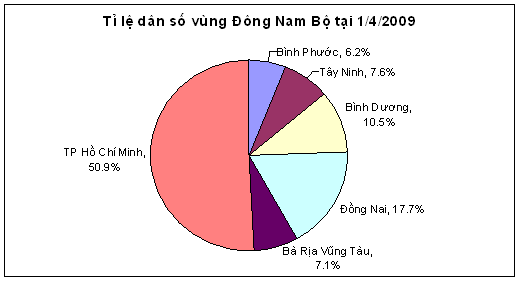 Tỉ lệ dân số vùng Đông Nam Bộ tại 1/4/2009
Bình Phước, 6.2%
Tây Ninh, 7.6%
Bình Dương,
10.5%
TP Hồ Chí Minh,
50.9%
Đồng Nai, 17.7%
Bà Rịa Vũng Tàu,
7.1%